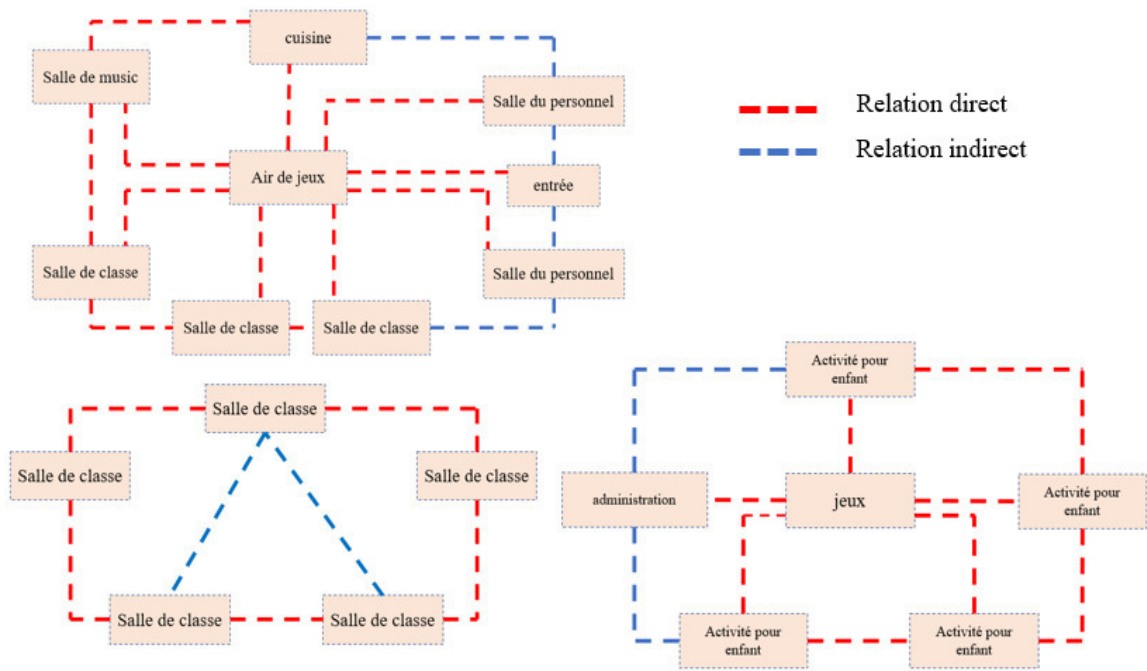 cuisine
Salle de music
Salle du personnel
Relation direct
Relation indirect
Air de jeux
entrée
Salle de classe
Salle du personnel
Salle de classe
Salle de classe
Activité pour
enfant
Salle de classe
Salle de classe
Salle de classe
administration
jeux
Activité pour
enfant
Salle de classe
Salle de classe
Activité pour
enfant
Activité pour
enfant